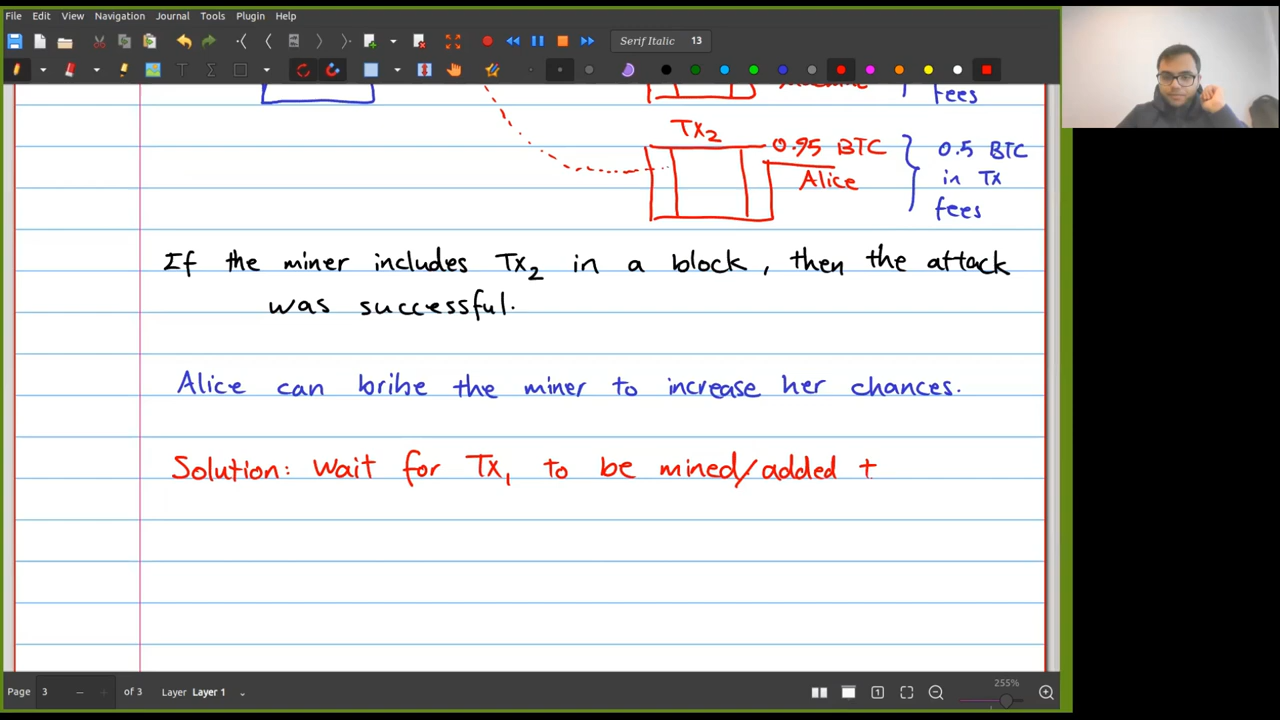 File Edit View Navigation Journal Tools Plugin Help
Serif Italic 13
Fees
Tx2 0.95 BTC 0.5 BTC
Alice in Tx
fees
If the miner includes Tx2 in a block, then the attack
was successful.
Alice can bribe the miner to increase her chances.
Solution: Wait for Tx1 to be mined/added t
Page 3 of 3 Layer Layer 1 255%